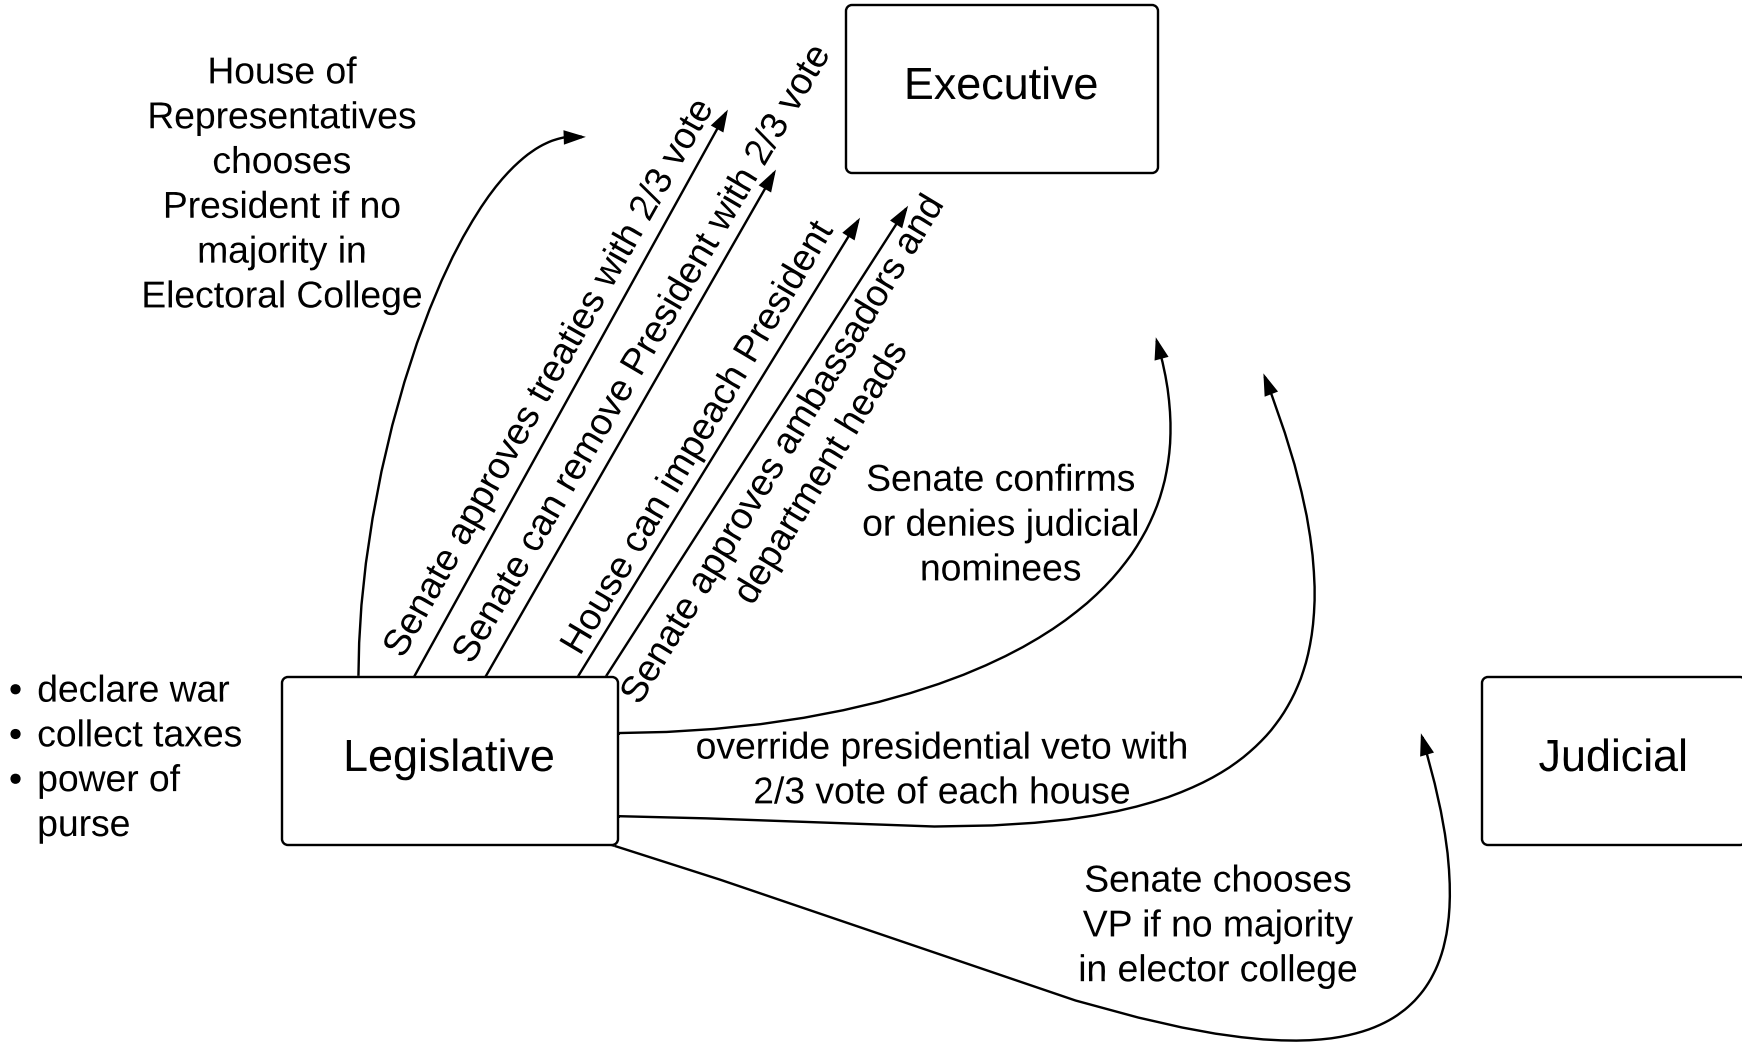 Executive
House of
Representatives
chooses
President if no
majority in
Electoral College
Senate approves treaties with 2/3 vote
Senate can remove President with 2/3 vote
House can impeach President
Senate approves ambassadors and
department heads
Senate confirms
or denies judicial
nominees
• declare war
• collect taxes
• power of
purse
Legislative
override presidential veto with
2/3 vote of each house
Judicial
Senate chooses
VP if no majority
in elector college